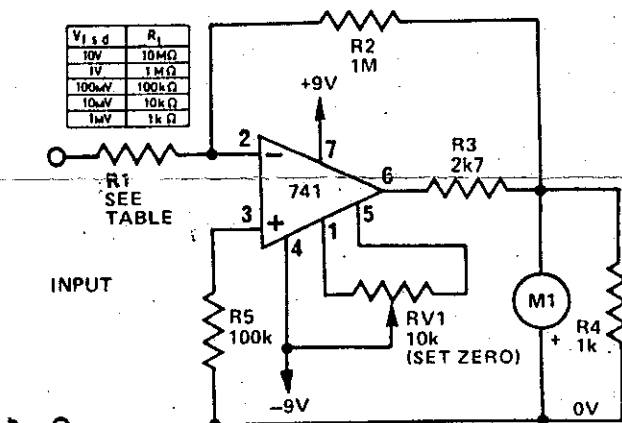 V f s d R1
10V 10MΩ
1V 1MΩ
100mV 100kΩ
10mV 10kΩ
1mV 1kΩ
R2
1M
+9V
2
7
−
R1
SEE
TABLE
741
6
R3
2k7
3
+
4
1
5
INPUT
R5
100k
RV1
10k
(SET ZERO)
M1
+
R4
1k
−9V
0V